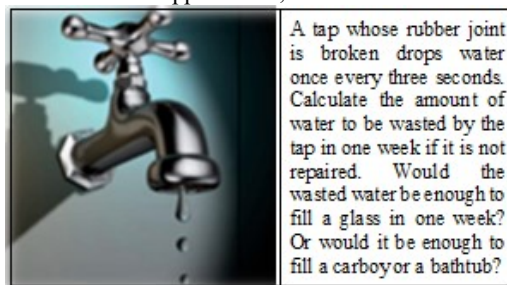 A tap whose rubber joint
is broken drops water
once every three seconds.
Calculate the amount of
water to be wasted by the
tap in one week if it is not
repaired. Would the
wasted water be enough to
fill a glass in one week?
Or would it be enough to
fill a carboy or a bathtub?